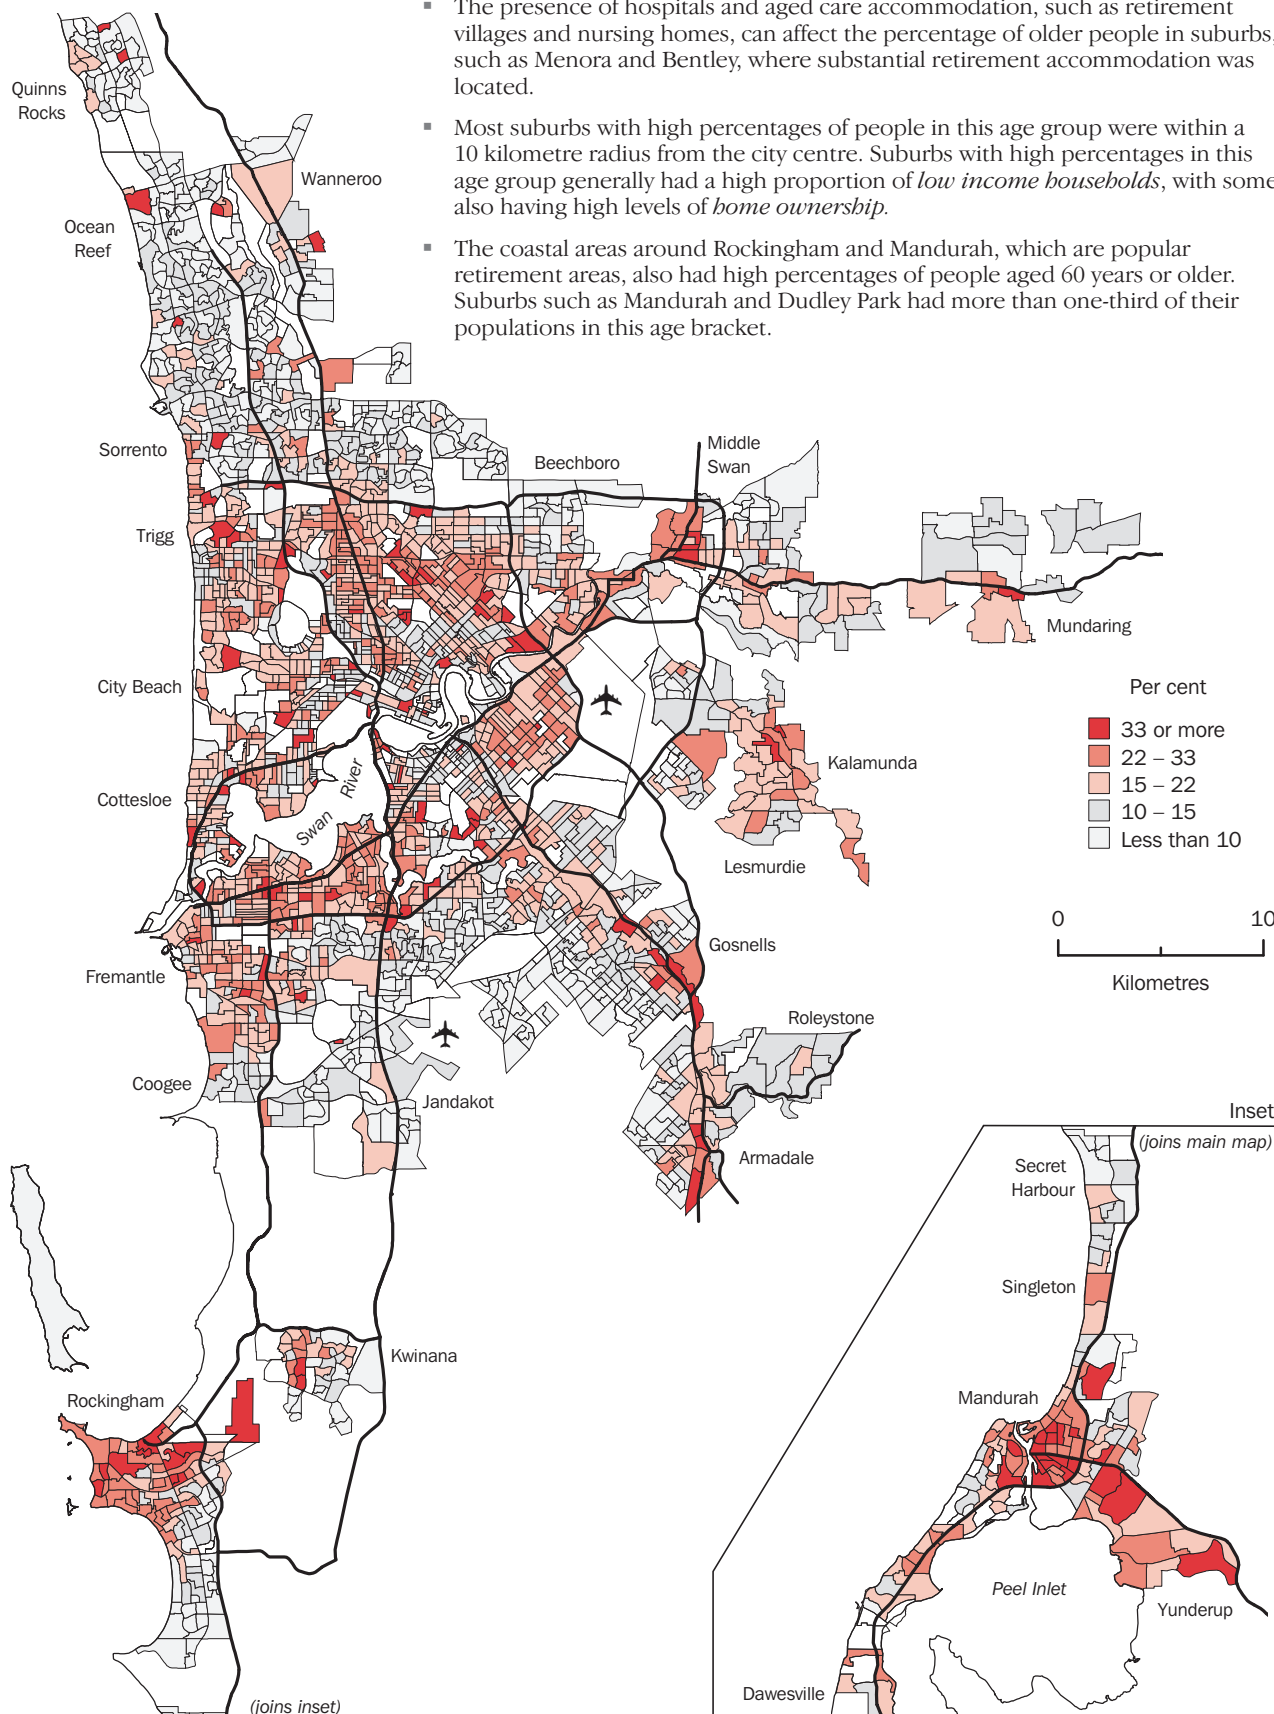 ▪ The presence of hospitals and aged care accommodation, such as retirement
villages and nursing homes, can affect the percentage of older people in suburbs,
such as Menora and Bentley, where substantial retirement accommodation was
located.
▪ Most suburbs with high percentages of people in this age group were within a
10 kilometre radius from the city centre. Suburbs with high percentages in this
age group generally had a high proportion of low income households, with some
also having high levels of home ownership.
▪ The coastal areas around Rockingham and Mandurah, which are popular
retirement areas, also had high percentages of people aged 60 years or older.
Suburbs such as Mandurah and Dudley Park had more than one-third of their
populations in this age bracket.
Quinns
Rocks
Wanneroo
Ocean
Reef
Sorrento
Beechboro
Middle
Swan
Trigg
Mundaring
City Beach
Per cent
33 or more
22 – 33
15 – 22
10 – 15
Less than 10
Kalamunda
Cottesloe
Swan River
Lesmurdie
0 10
Kilometres
Gosnells
Fremantle
Roleystone
Coogee
Jandakot
Armadale
Inset
(joins main map)
Secret
Harbour
Singleton
Kwinana
Rockingham
Mandurah
Peel Inlet
Yunderup
Dawesville
(joins inset)